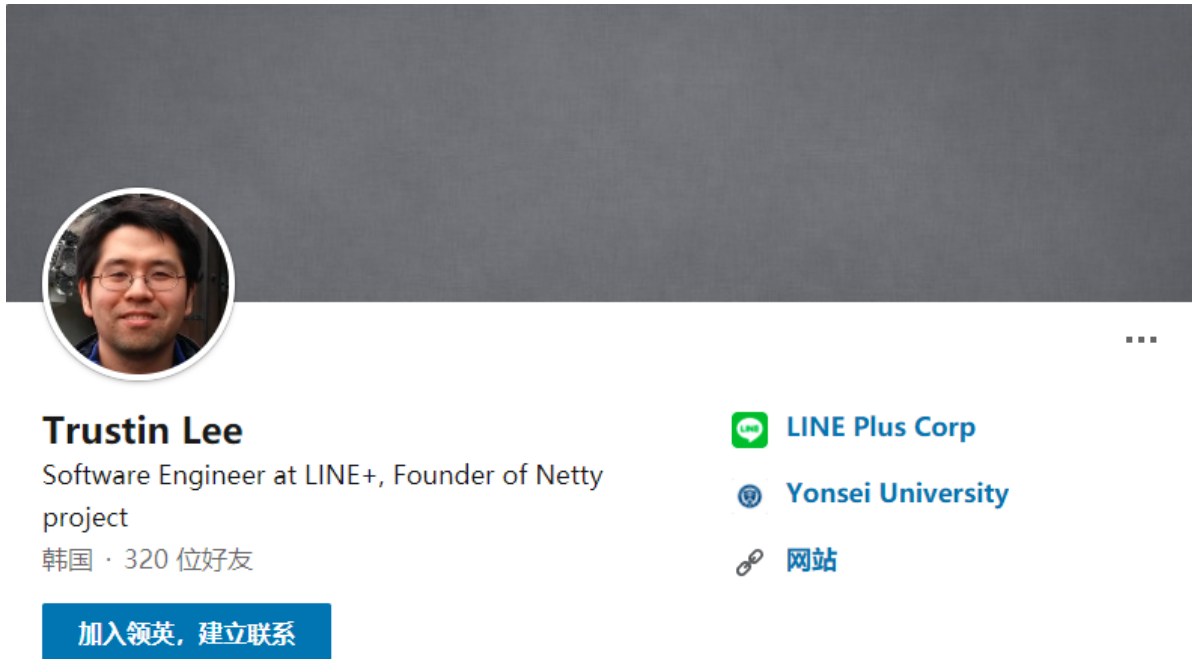 Trustin Lee
Software Engineer at LINE+, Founder of Netty
project
韩国 · 320 位好友
加入领英，建立联系
LINE
LINE Plus Corp
Yonsei University
网站